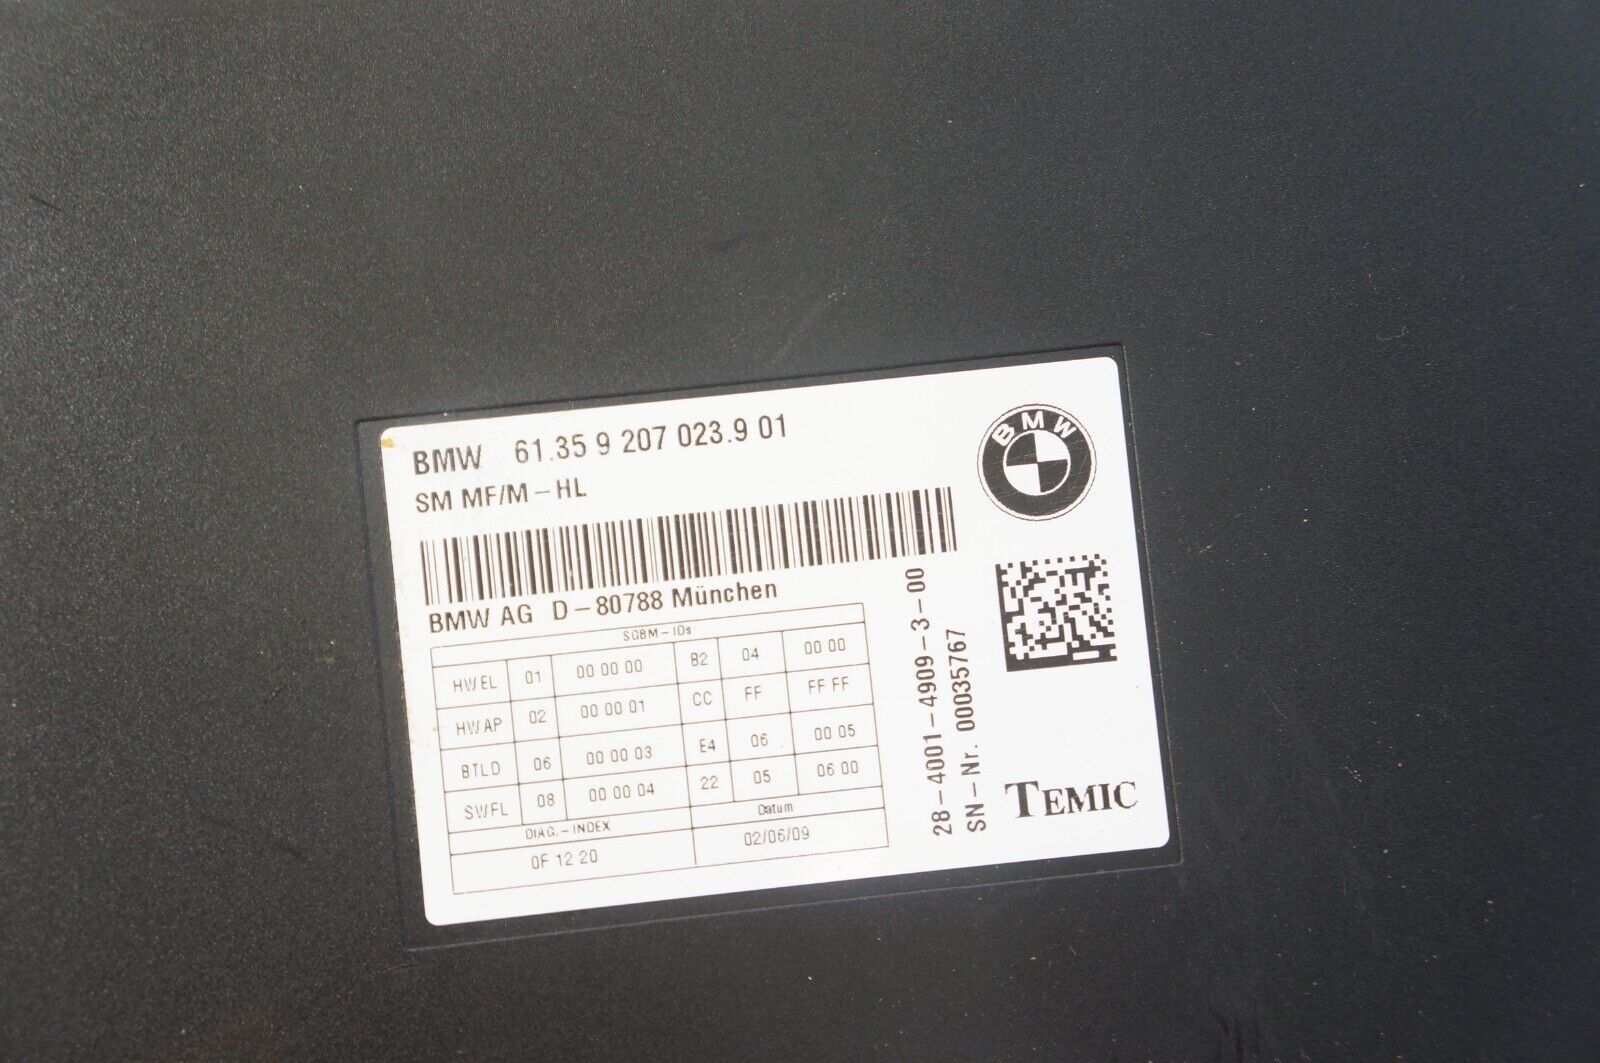 BMW 61.35 9 207 023.9 01
SM MF/M-HL
BMW
BMW AG D-80788 München
SGBM-IDs
HWEL 01 00 00 00 B2 04 00 00
HWAP 02 00 00 01 CC FF FF FF
BTLD 06 00 00 03 E4 06 00 05
SWFL 08 00 00 04 22 05 06 00
DIAG.-INDEX Datum
0F 12 20 02/06/09
28-4001-4909-3-00
SN-Nr. 00035767
TEMIC